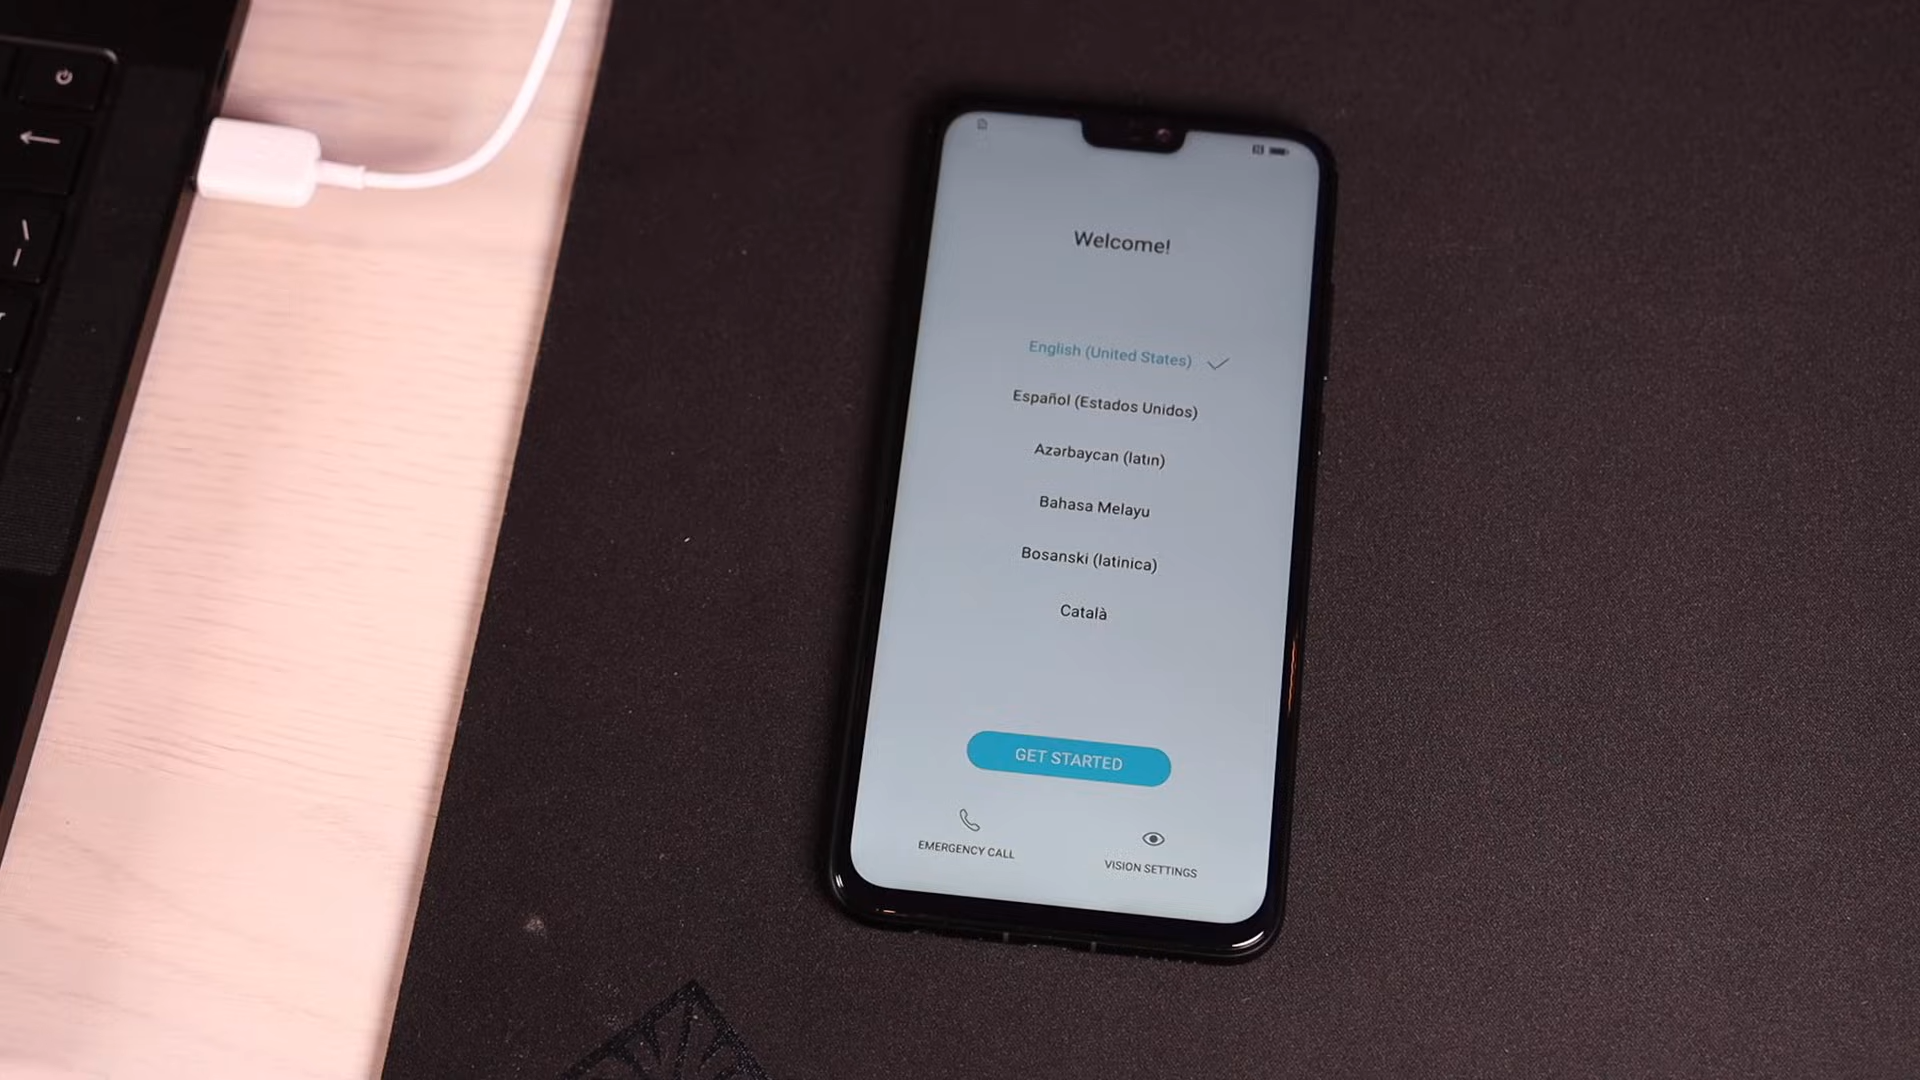 Welcome!
English (United States)
Español (Estados Unidos)
Azərbaycan (latın)
Bahasa Melayu
Bosanski (latinica)
Català
GET STARTED
EMERGENCY CALL
VISION SETTINGS